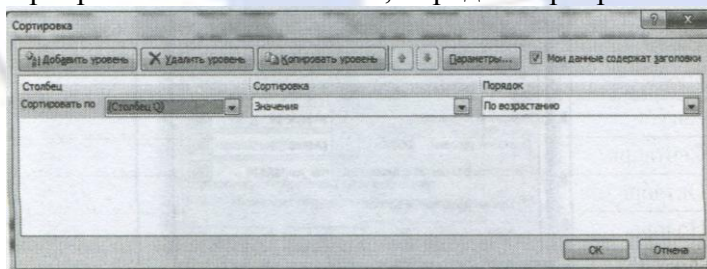 Сортировка
Добавить уровень Удалить уровень Копировать уровень Параметры... Мои данные содержат заголовки
Столбец Сортировка Порядок
Сортировать по (Столбец Q) Значения По возрастанию
ОК Отмена